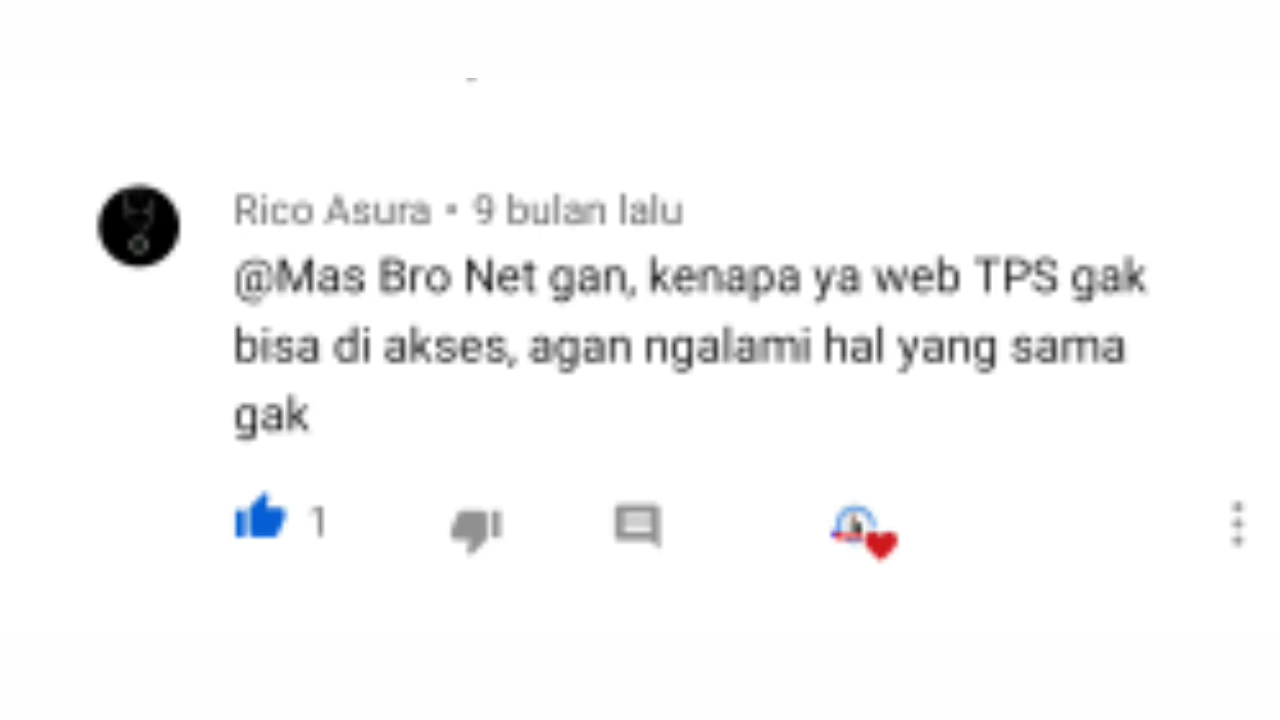 Rico Asura • 9 bulan lalu
@Mas Bro Net gan, kenapa ya web TPS gak
bisa di akses, agan ngalami hal yang sama
gak
1